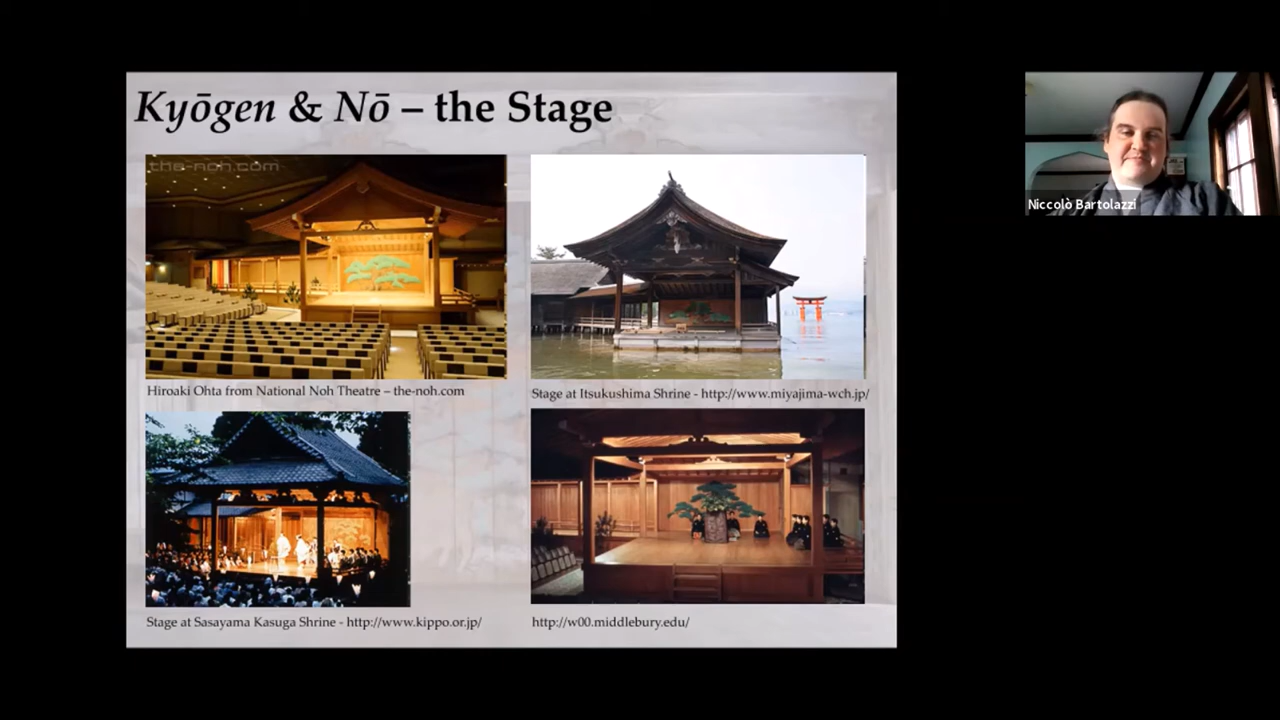 Kyōgen & Nō – the Stage
the-noh.com
Hiroaki Ohta from National Noh Theatre – the-noh.com
Stage at Itsukushima Shrine - http://www.miyajima-wch.jp/
Stage at Sasayama Kasuga Shrine - http://www.kippo.or.jp/
http://w00.middlebury.edu/
Niccolò Bartolazzi